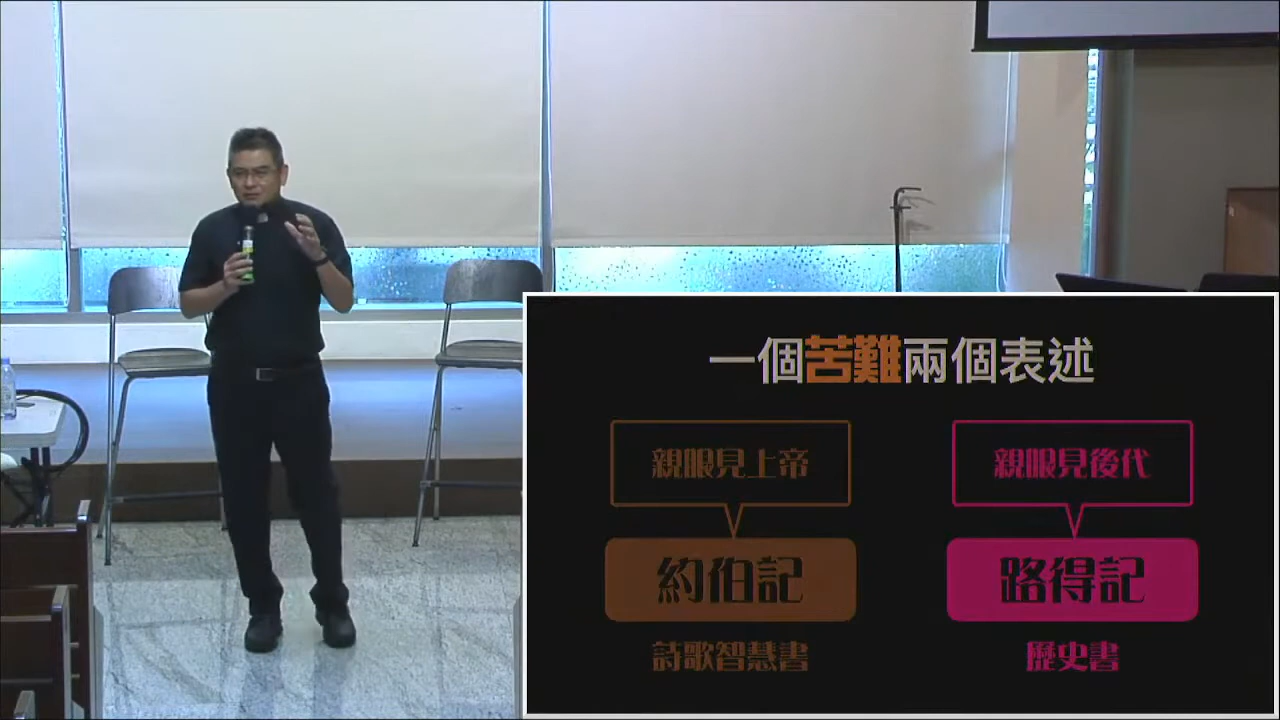 一個苦難兩個表述
親眼見上帝
親眼見後代
約伯記
路得記
詩歌智慧書
歷史書